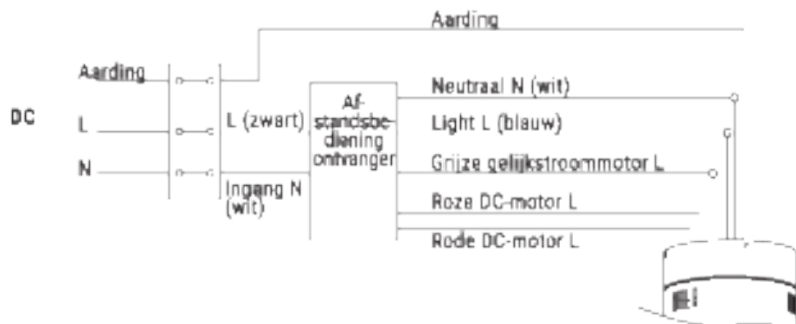 Aarding
Aarding
DC
L
N
L (zwart)
Ingang N
(wit)
Af-
standsbe-
diening
ontvanger
Neutraal N (wit)
Light L (blauw)
Grijze gelijkstroommotor L
Roze DC-motor L
Rode DC-motor L